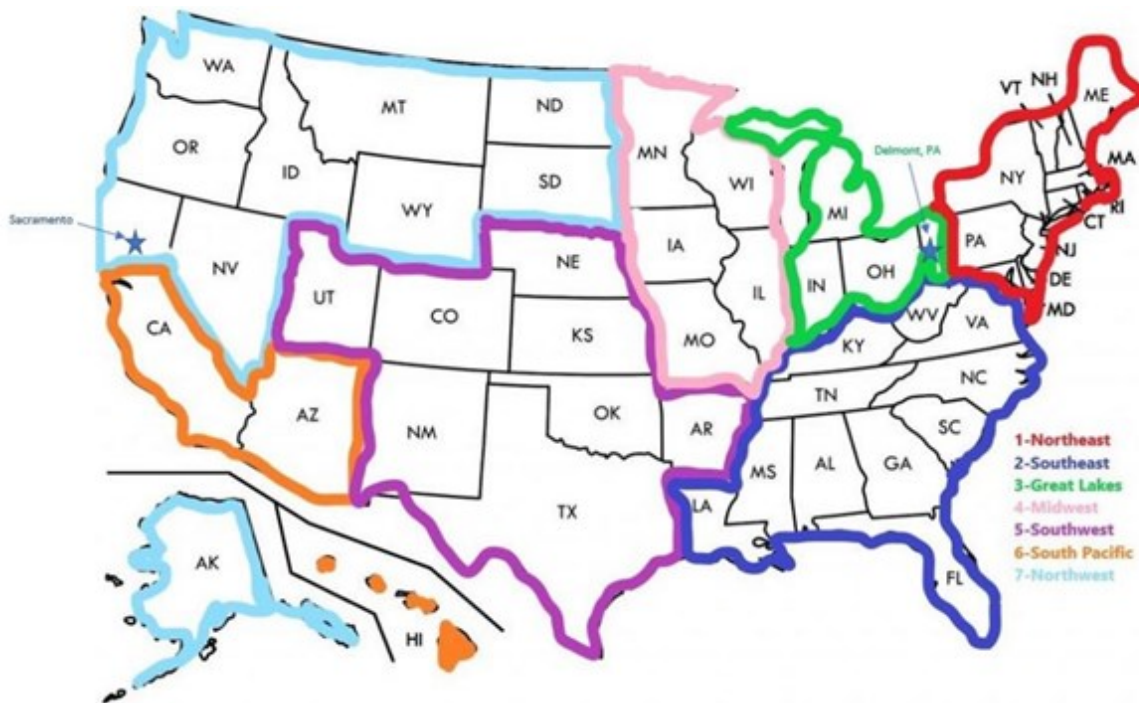 WA
MT
ND
VT
NH
ME
OR
ID
SD
MN
WI
MI
NY
MA
RI
CT
Delmont, PA
WY
Sacramento
NV
UT
CO
NE
IA
IL
IN
OH
PA
NJ
DE
MD
CA
KS
MO
KY
WV
VA
AZ
NM
OK
AR
TN
NC
SC
TX
LA
MS
AL
GA
FL
AK
HI
1-Northeast
2-Southeast
3-Great Lakes
4-Midwest
5-Southwest
6-South Pacific
7-Northwest